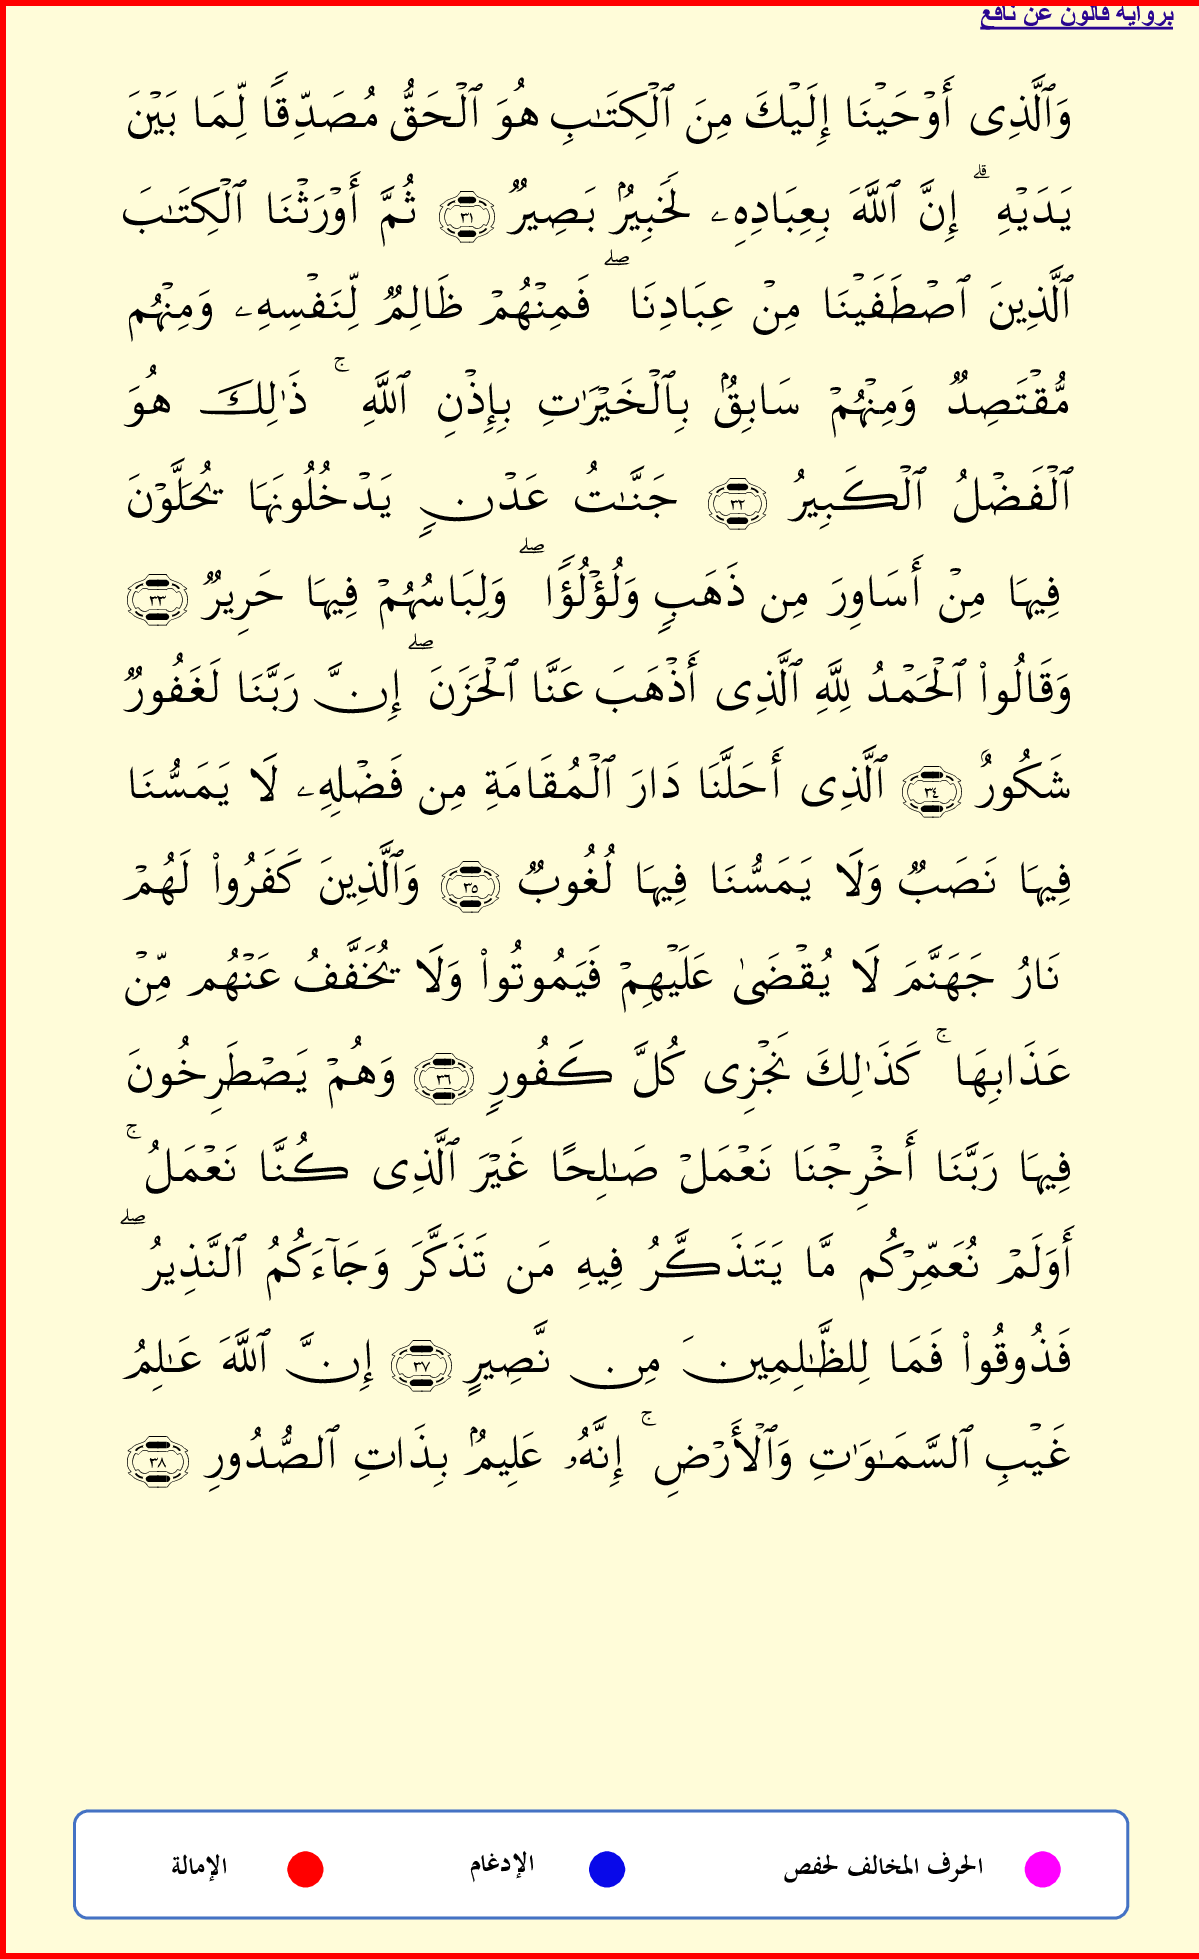 برواية قالون عن نافع
وَٱلَّذِىٓ أَوۡحَيۡنَا إِلَيۡكَ مِنَ ٱلۡكِتَٰبِ هُوَ ٱلۡحَقُّ مُصَدِّقًا لِّمَا بَيۡنَ
يَدَيۡهِ ۗ إِنَّ ٱللَّهَ بِعِبَادِهِۦ لَخَبِيرُۢ بَصِيرٞ ٣١ ثُمَّ أَوۡرَثۡنَا ٱلۡكِتَٰبَ
ٱلَّذِينَ ٱصۡطَفَيۡنَا مِنۡ عِبَادِنَا ۖ فَمِنۡهُمۡ ظَالِمٞ لِّنَفۡسِهِۦ وَمِنۡهُم
مُّقۡتَصِدٞ وَمِنۡهُمۡ سَابِقُۢ بِٱلۡخَيۡرَٰتِ بِإِذۡنِ ٱللَّهِ ۚ ذَٰلِكَ هُوَ
ٱلۡفَضۡلُ ٱلۡكَبِيرُ ٣٢ جَنَّٰتُ عَدۡنٖ يَدۡخُلُونَهَا يُحَلَّوۡنَ
فِيهَا مِنۡ أَسَاوِرَ مِن ذَهَبٖ وَلُؤۡلُؤٗا ۖ وَلِبَاسُهُمۡ فِيهَا حَرِيرٞ ٣٣
وَقَالُواْ ٱلۡحَمۡدُ لِلَّهِ ٱلَّذِى أَذۡهَبَ عَنَّا ٱلۡحَزَنَ ۖ إِنَّ رَبَّنَا لَغَفُورٞ
شَكُورٌ ٣٤ ٱلَّذِى أَحَلَّنَا دَارَ ٱلۡمُقَامَةِ مِن فَضۡلِهِۦ لَا يَمَسُّنَا
فِيهَا نَصَبٞ وَلَا يَمَسُّنَا فِيهَا لُغُوبٞ ٣٥ وَٱلَّذِينَ كَفَرُواْ لَهُمۡ
نَارُ جَهَنَّمَ لَا يُقۡضَىٰ عَلَيۡهِمۡ فَيَمُوتُواْ وَلَا يُخَفَّفُ عَنۡهُم مِّنۡ
عَذَابِهَا ۚ كَذَٰلِكَ نَجۡزِى كُلَّ كَفُورٖ ٣٦ وَهُمۡ يَصۡطَرِخُونَ
فِيهَا رَبَّنَا أَخۡرِجۡنَا نَعۡمَلۡ صَٰلِحًا غَيۡرَ ٱلَّذِى كُنَّا نَعۡمَلُ ۚ
أَوَلَمۡ نُعَمِّرۡكُم مَّا يَتَذَكَّرُ فِيهِ مَن تَذَكَّرَ وَجَآءَكُمُ ٱلنَّذِيرُ ۖ
فَذُوقُواْ فَمَا لِلظَّٰلِمِينَ مِن نَّصِيرٍ ٣٧ إِنَّ ٱللَّهَ عَٰلِمُ
غَيۡبِ ٱلسَّمَٰوَٰتِ وَٱلۡأَرۡضِ ۚ إِنَّهُۥ عَلِيمُۢ بِذَاتِ ٱلصُّدُورِ ٣٨
الحرف المخالف لحفص
الإدغام
الإمالة